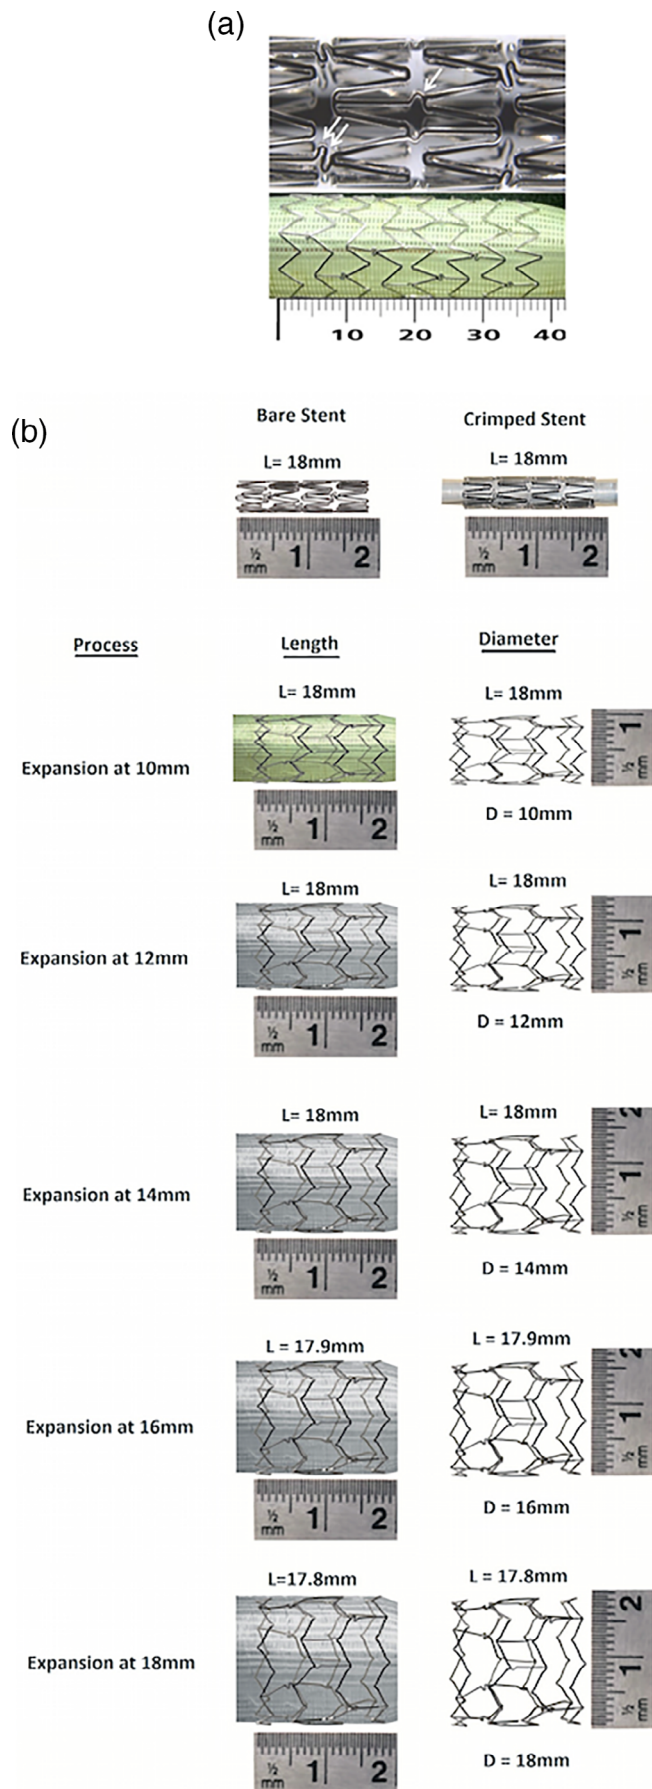 (a)
10 20 30 40
(b)
Bare Stent Crimped Stent
L= 18mm L= 18mm
½ 1 2 ½ 1 2
mm mm
Process Length Diameter
L= 18mm L= 18mm
1
Expansion at 10mm
½
mm
D = 10mm
½ 1 2
mm
L= 18mm L= 18mm
1
Expansion at 12mm
½
mm
½ 1 2
mm
D = 12mm
L= 18mm L= 18mm
2
1
Expansion at 14mm
½
mm
½ 1 2
mm
D = 14mm
L = 17.9mm L = 17.9mm
2
1
Expansion at 16mm
½
mm
½ 1 2
mm
D = 16mm
L=17.8mm L = 17.8mm
2
1
Expansion at 18mm
½
mm
½ 1 2
mm
D = 18mm